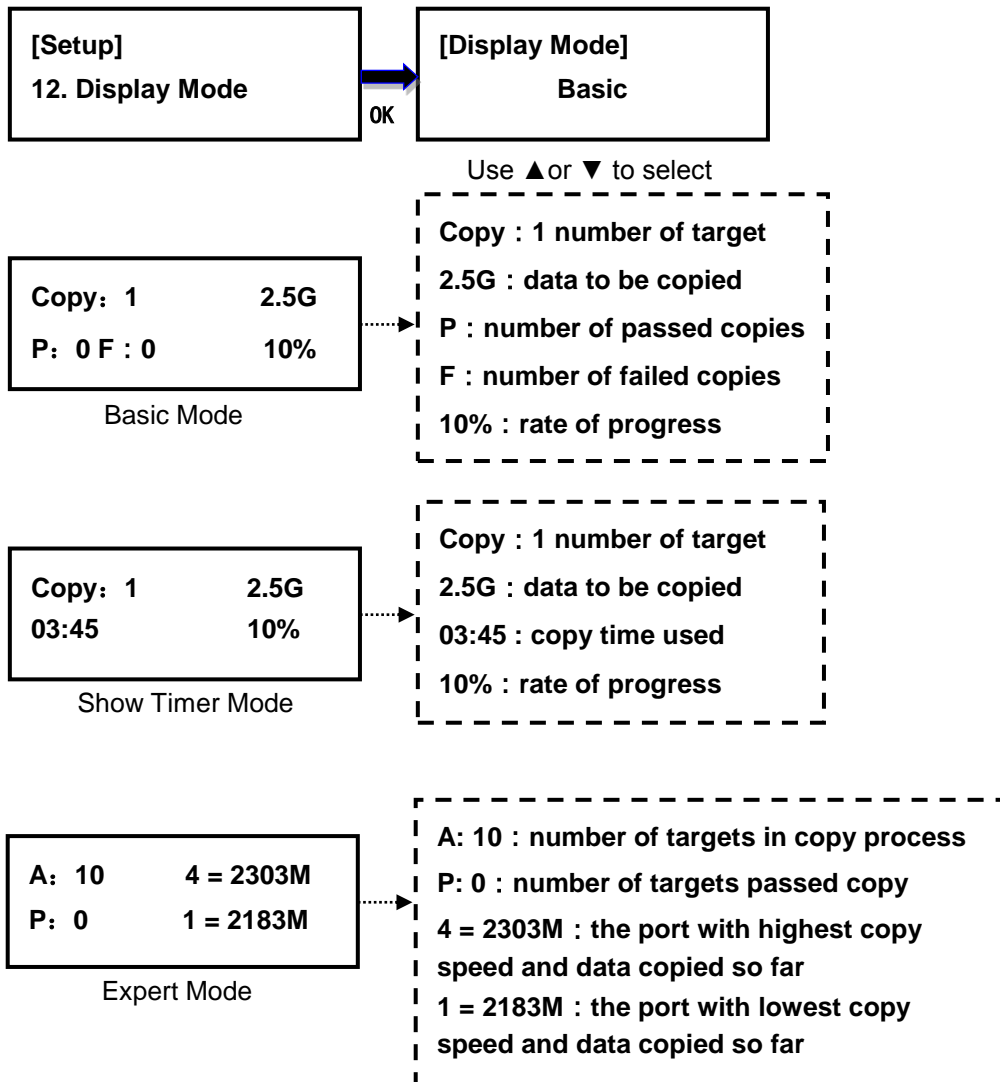 [Setup]
12. Display Mode
OK
[Display Mode]
Basic
Use ▲or ▼ to select
Copy：1 2.5G
P：0 F：0 10%
Basic Mode
Copy：1 number of target
2.5G：data to be copied
P：number of passed copies
F：number of failed copies
10%：rate of progress
Copy：1 2.5G
03:45 10%
Show Timer Mode
Copy：1 number of target
2.5G：data to be copied
03:45：copy time used
10%：rate of progress
A：10 4 = 2303M
P：0 1 = 2183M
Expert Mode
A: 10：number of targets in copy process
P: 0：number of targets passed copy
4 = 2303M：the port with highest copy
speed and data copied so far
1 = 2183M：the port with lowest copy
speed and data copied so far